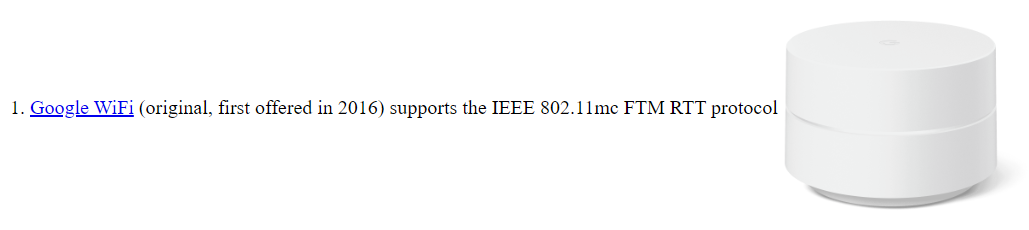 1. Google WiFi (original, first offered in 2016) supports the IEEE 802.11mc FTM RTT protocol